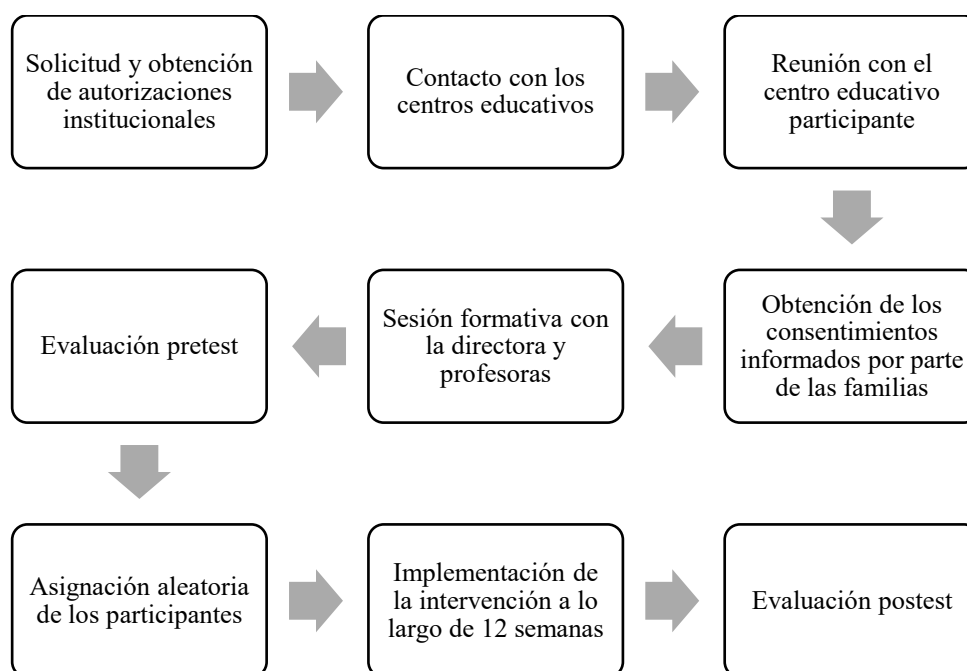 Solicitud y obtención
de autorizaciones
institucionales
Contacto con los
centros educativos
Reunión con el
centro educativo
participante
Obtención de los
consentimientos
informados por parte
de las familias
Sesión formativa con
la directora y
profesoras
Evaluación pretest
Asignación aleatoria
de los participantes
Implementación de
la intervención a lo
largo de 12 semanas
Evaluación postest